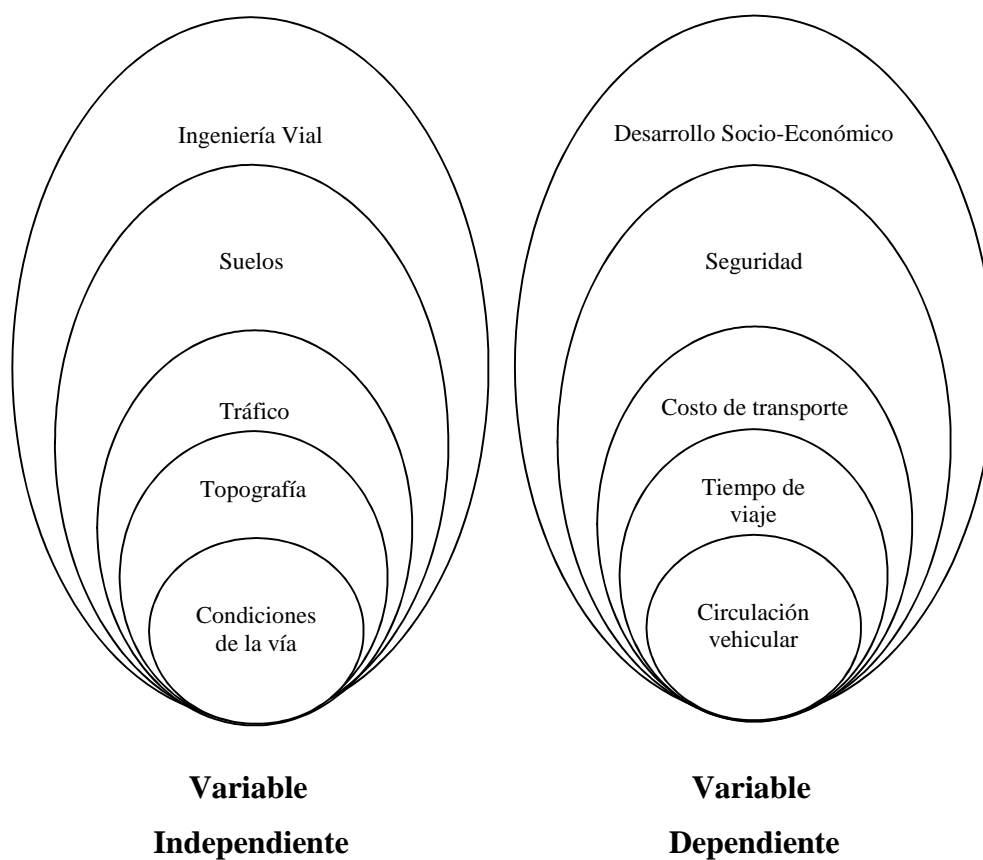 Ingeniería Vial
Suelos
Tráfico
Topografía
Condiciones
de la vía
Variable
Independiente
Desarrollo Socio-Económico
Seguridad
Costo de transporte
Tiempo de
viaje
Circulación
vehicular
Variable
Dependiente